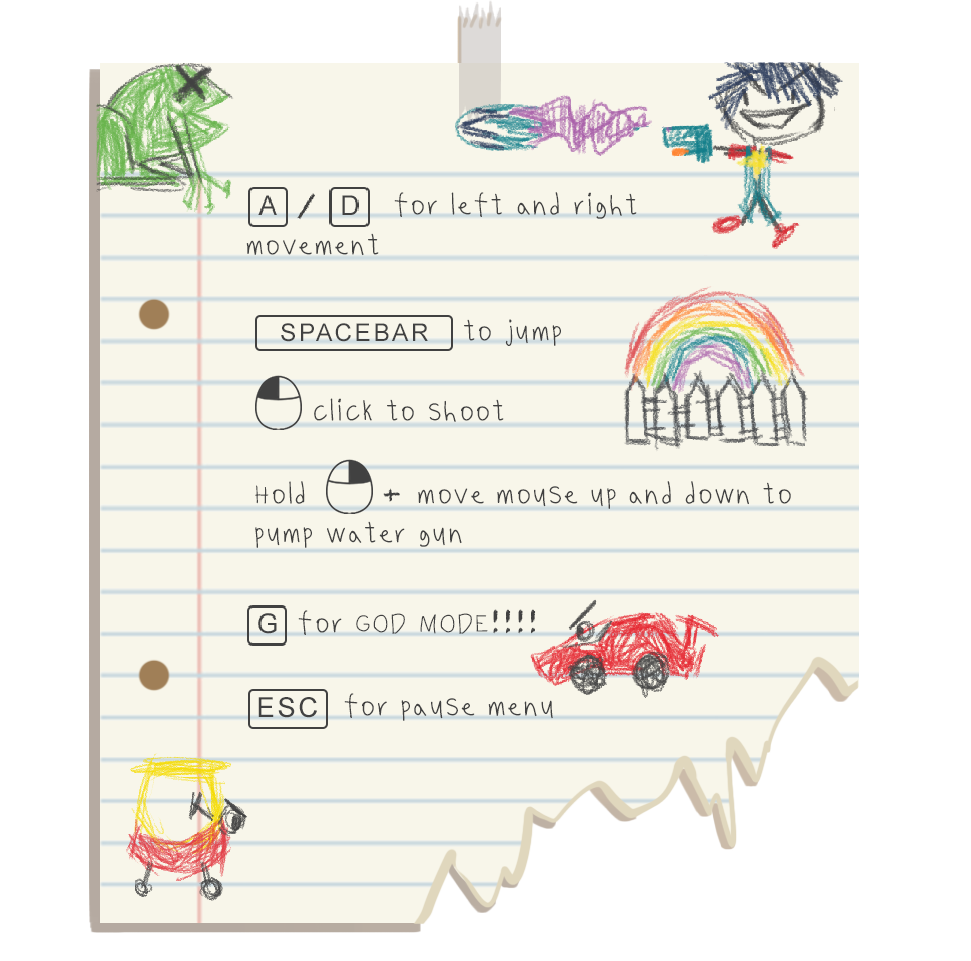 A / D for left and right
movement
SPACEBAR to jump
click to shoot
Hold + move mouse up and down to
pump water gun
G for GOD MODE!!!!
ESC for pause menu